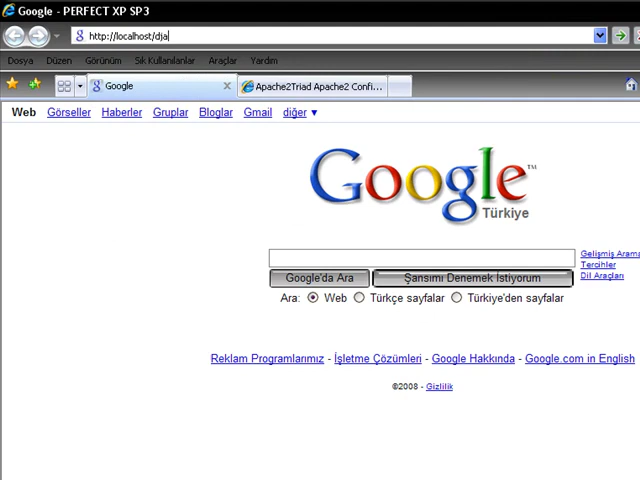 Google - PERFECT XP SP3
http://localhost/dja
Dosya Düzen Görünüm Sık Kullanılanlar Araçlar Yardım
Google Apache2Triad Apache2 Confi...
Web Görseller Haberler Gruplar Bloglar Gmail diğer ▼
Google™
Türkiye
Gelişmiş Arama
Tercihler
Dil Araçları
Google'da Ara Şansımı Denemek İstiyorum
Ara: Web Türkçe sayfalar Türkiye'den sayfalar
Reklam Programlarımız - İşletme Çözümleri - Google Hakkında - Google.com in English
©2008 - Gizlilik